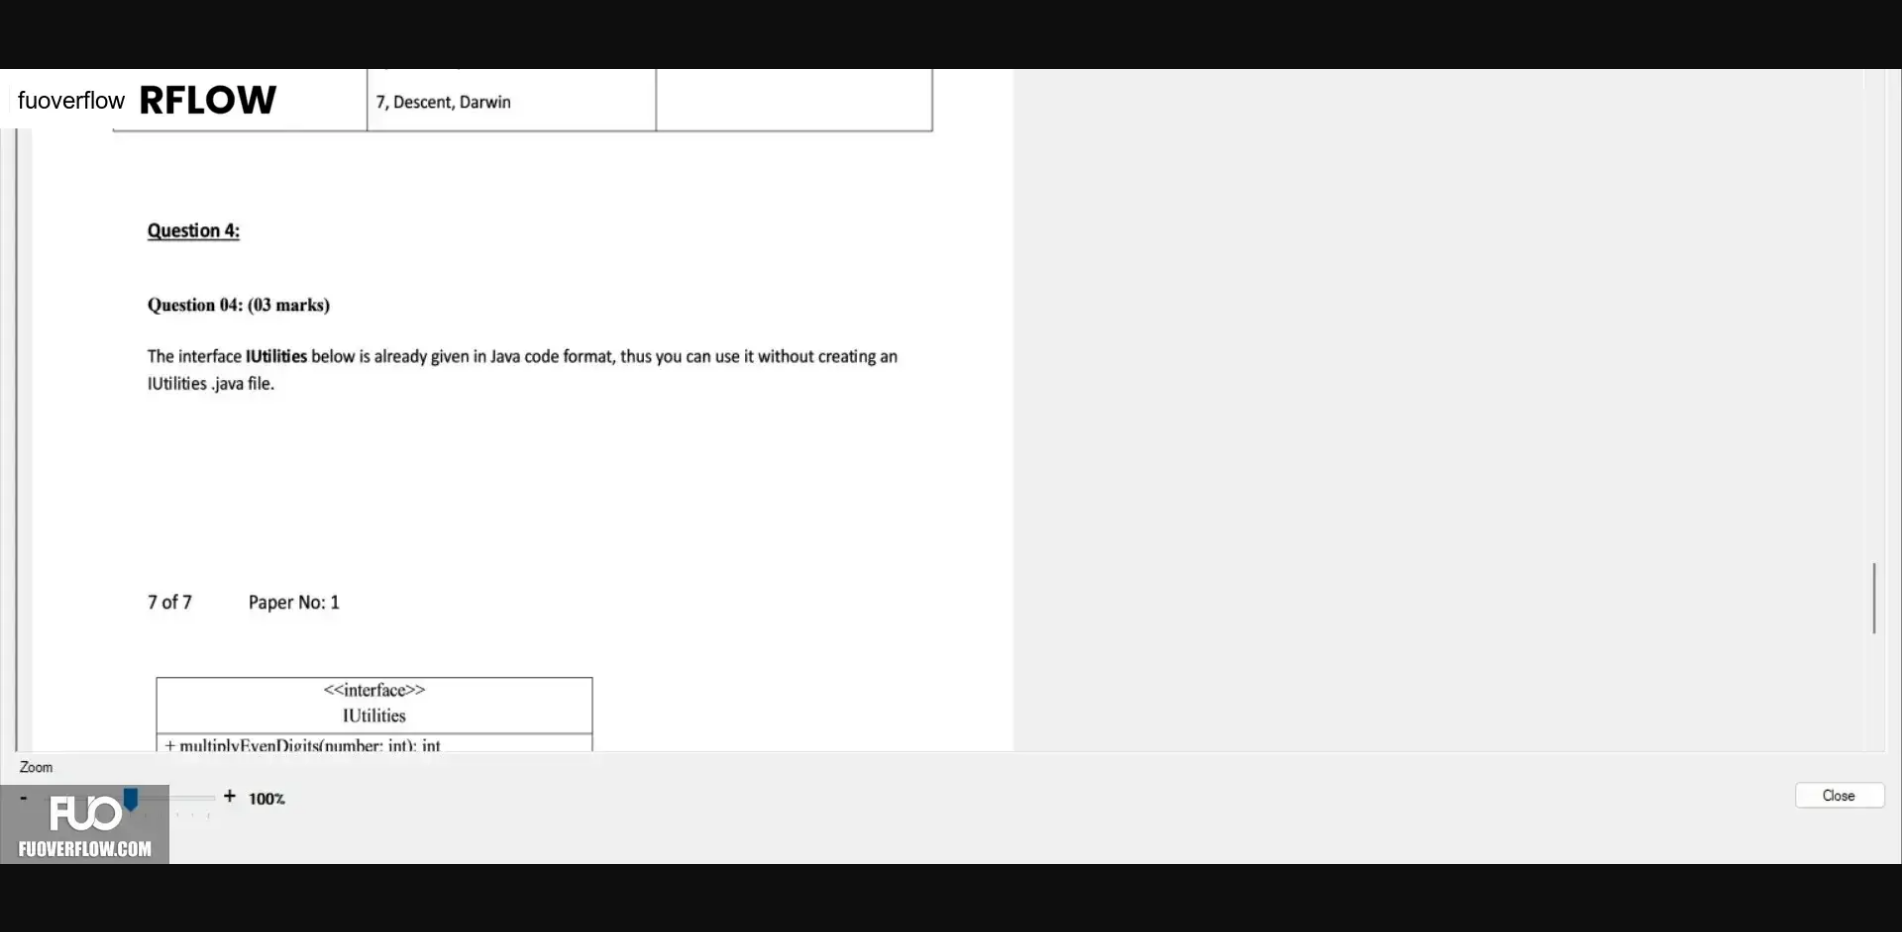 fuoverflow RFLOW
7, Descent, Darwin
Question 4:
Question 04: (03 marks)
The interface IUtilities below is already given in Java code format, thus you can use it without creating an
IUtilities .java file.
7 of 7 Paper No: 1
<<interface>>
IUtilities
+ multiplyEvenDigits(number: int): int
Zoom
- + 100%
Close
FUO
FUOVERFLOW.COM